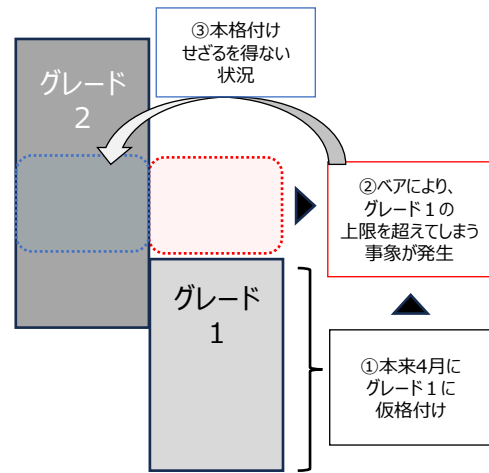 ③本格付け
せざるを得ない
状況
グレード
2
②ベアにより、
グレード１の
上限を超えてしまう
事象が発生
グレード
1
①本来4月に
グレード１に
仮格付け